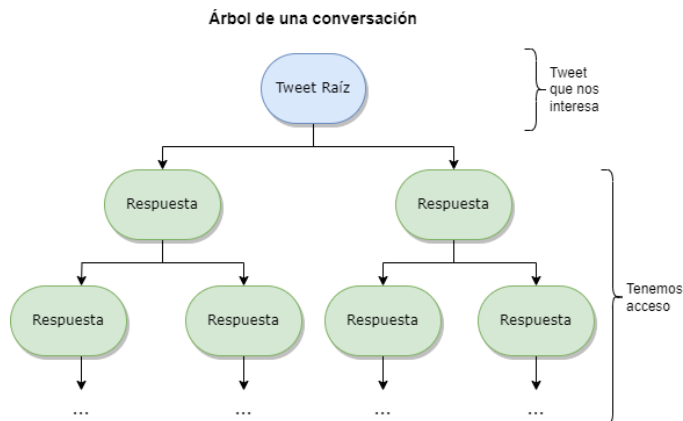 Árbol de una conversación
Tweet Raíz
Tweet
que nos
interesa
Respuesta
Respuesta
Tenemos
acceso
Respuesta
Respuesta
Respuesta
Respuesta
...
...
...
...